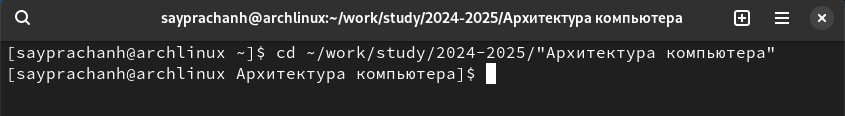 sayprachanh@archlinux:~/work/study/2024-2025/Архитектура компьютера
[sayprachanh@archlinux ~]$ cd ~/work/study/2024-2025/"Архитектура компьютера"
[sayprachanh@archlinux Архитектура компьютера]$